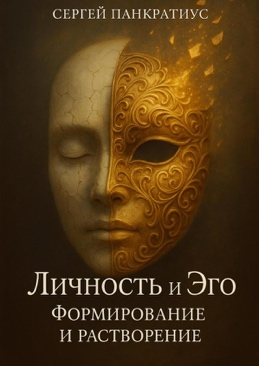 СЕРГЕЙ ПАНКРАТИУС
ЛИЧНОСТЬ И ЭГО
ФОРМИРОВАНИЕ
И РАСТВОРЕНИЕ